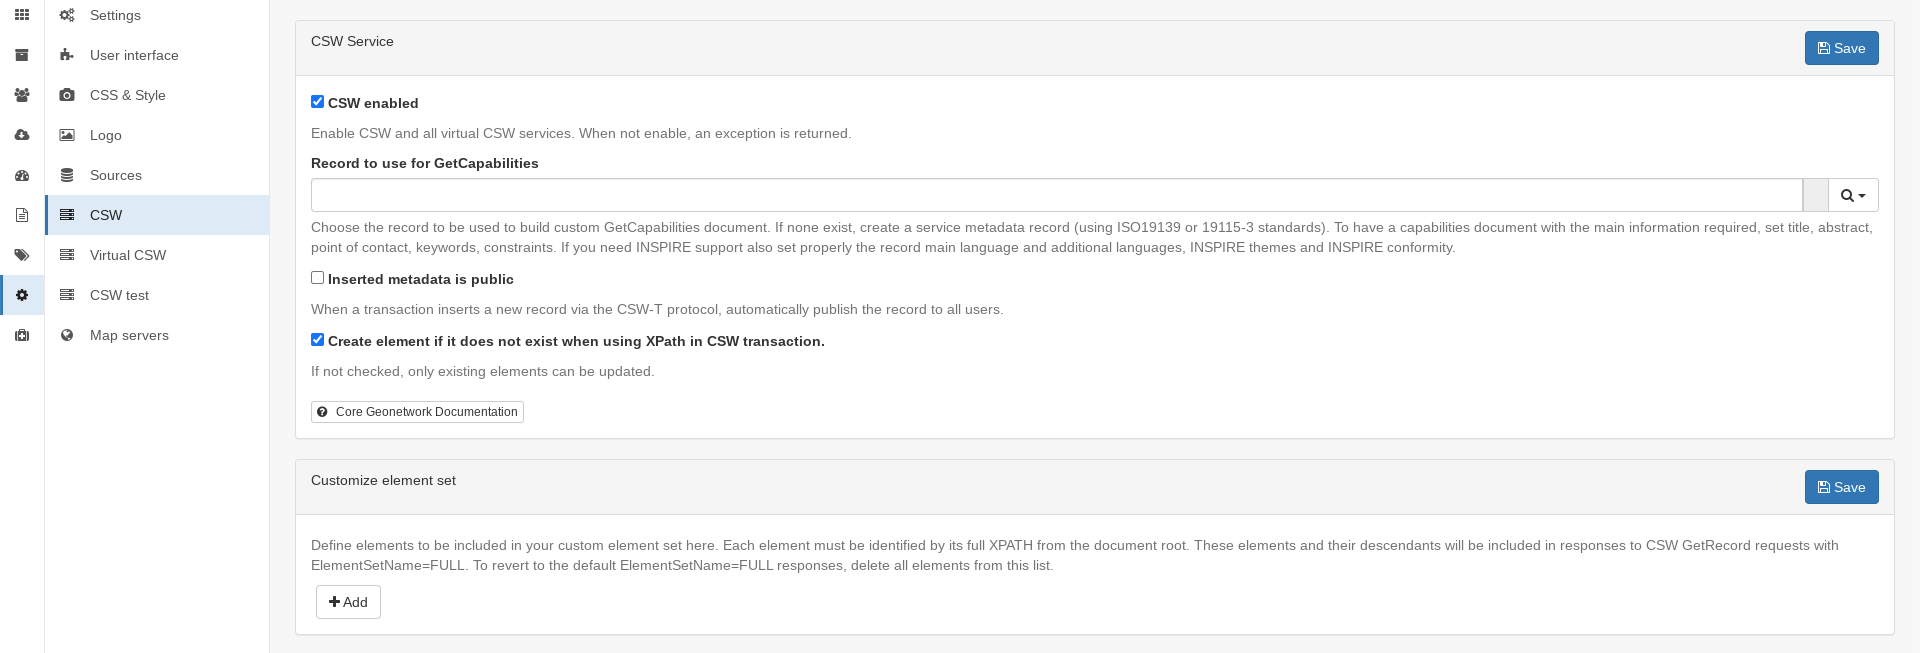 Settings
User interface
CSS & Style
Logo
Sources
CSW
Virtual CSW
CSW test
Map servers
CSW Service
Save
CSW enabled
Enable CSW and all virtual CSW services. When not enable, an exception is returned.
Record to use for GetCapabilities
Choose the record to be used to build custom GetCapabilities document. If none exist, create a service metadata record (using ISO19139 or 19115-3 standards). To have a capabilities document with the main information required, set title, abstract,
point of contact, keywords, constraints. If you need INSPIRE support also set properly the record main language and additional languages, INSPIRE themes and INSPIRE conformity.
Inserted metadata is public
When a transaction inserts a new record via the CSW-T protocol, automatically publish the record to all users.
Create element if it does not exist when using XPath in CSW transaction.
If not checked, only existing elements can be updated.
Core Geonetwork Documentation
Customize element set
Save
Define elements to be included in your custom element set here. Each element must be identified by its full XPATH from the document root. These elements and their descendants will be included in responses to CSW GetRecord requests with
ElementSetName=FULL. To revert to the default ElementSetName=FULL responses, delete all elements from this list.
Add